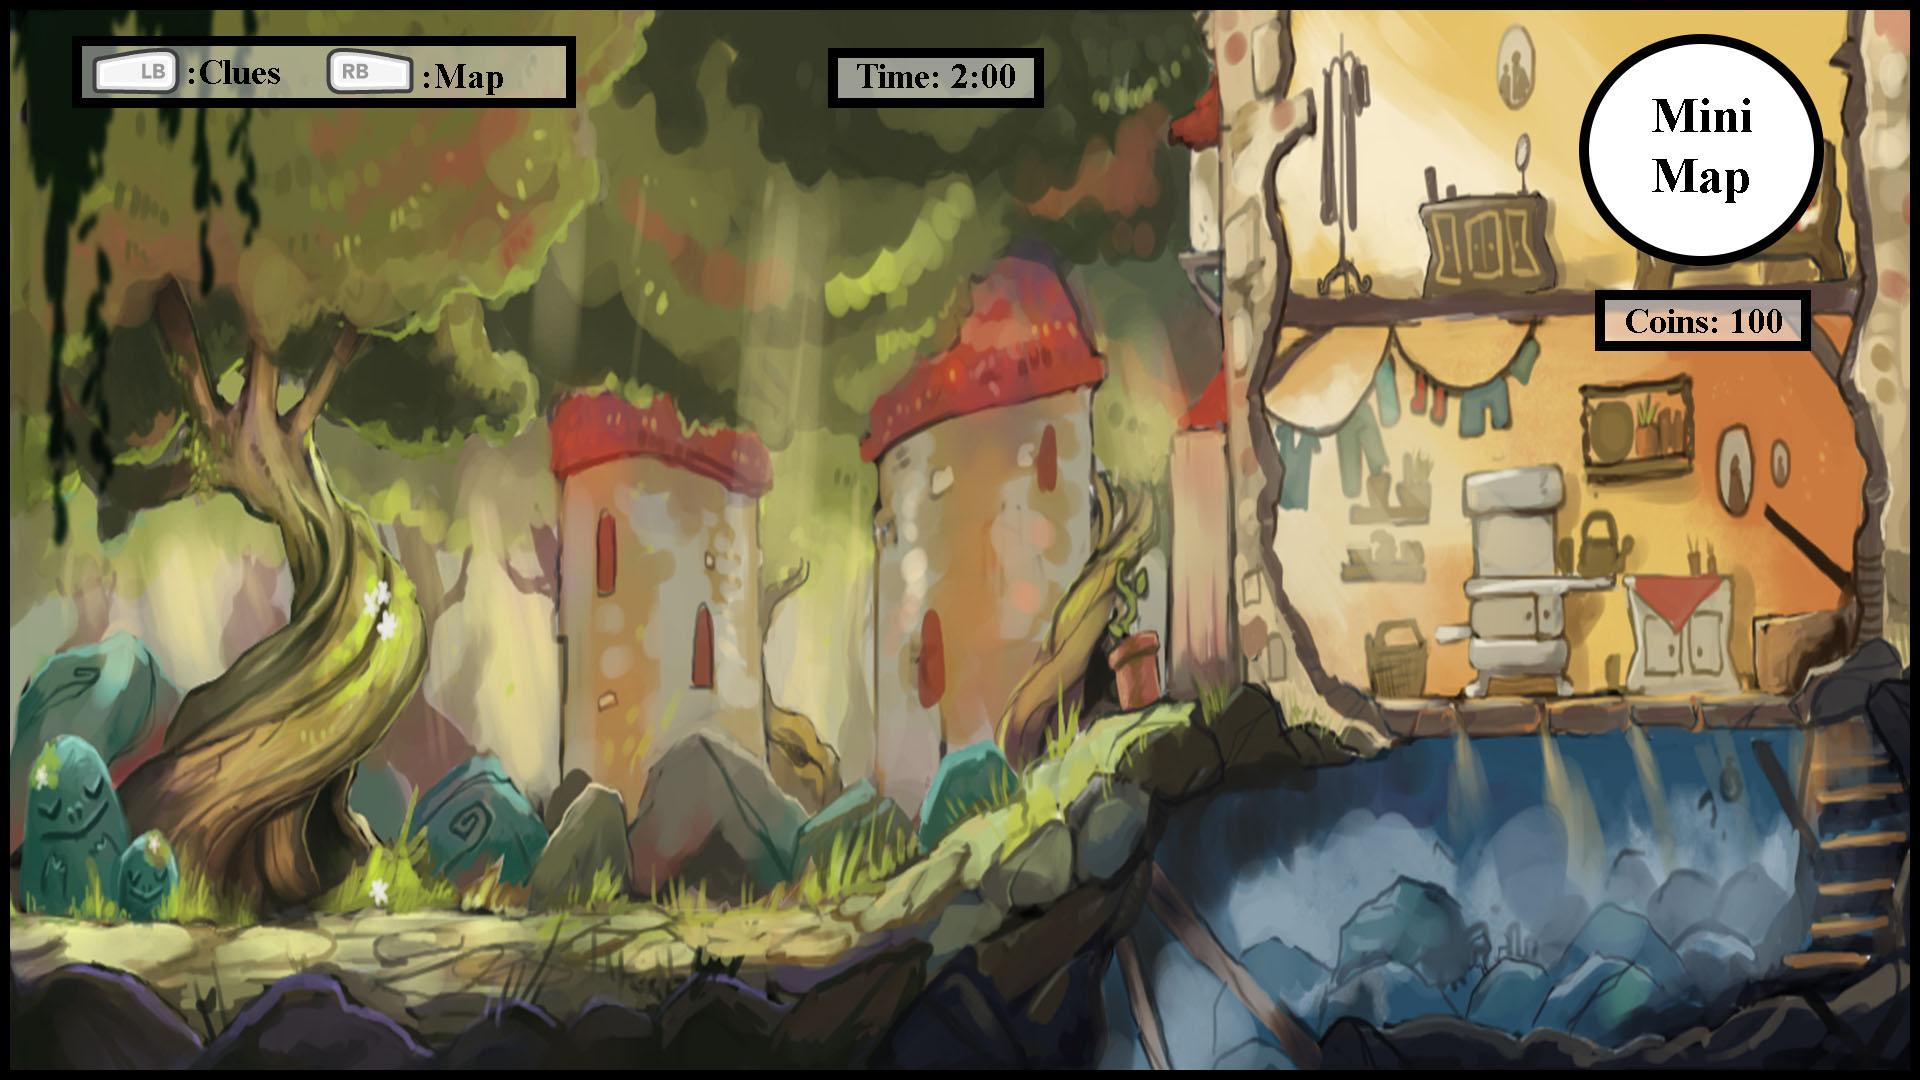 LB :Clues RB :Map
Time: 2:00
Mini
Map
Coins: 100